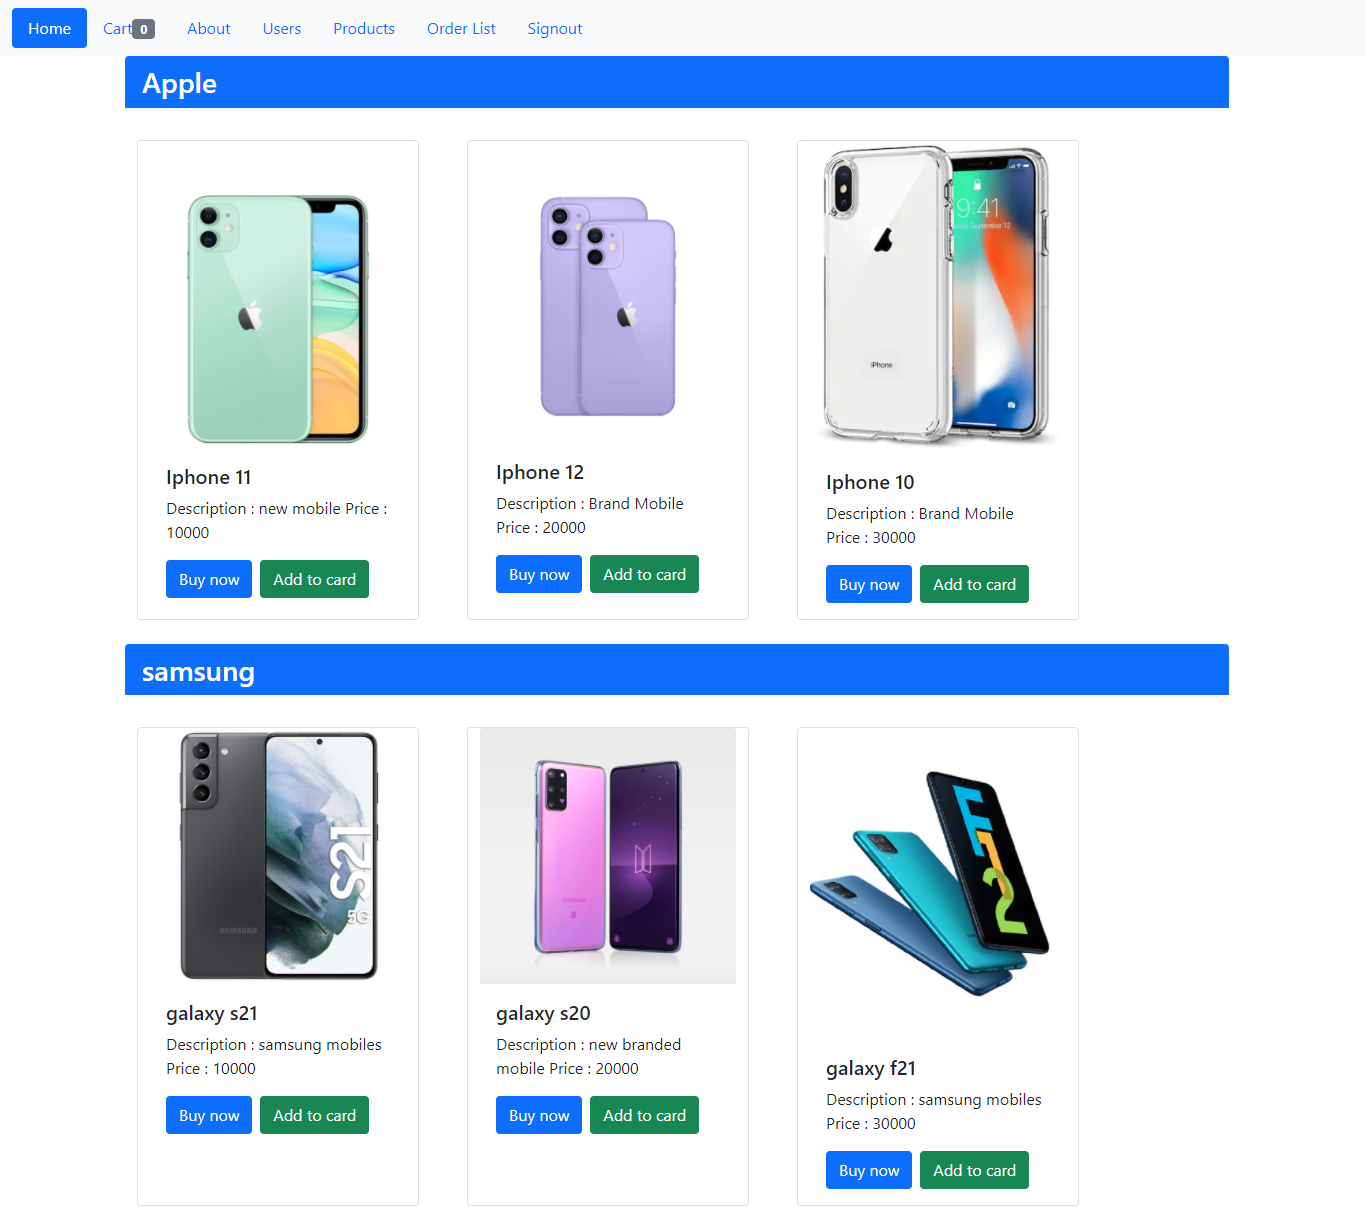 Home Cart 0 About Users Products Order List Signout
Apple
9:41
September 12
iPhone
Iphone 11
Description : new mobile Price :
10000
Buy now Add to card
Iphone 12
Description : Brand Mobile
Price : 20000
Buy now Add to card
Iphone 10
Description : Brand Mobile
Price : 30000
Buy now Add to card
samsung
S21
5G
SAMSUNG
SAMSUNG
F12
galaxy s21
Description : samsung mobiles
Price : 10000
Buy now Add to card
galaxy s20
Description : new branded
mobile Price : 20000
Buy now Add to card
galaxy f21
Description : samsung mobiles
Price : 30000
Buy now Add to card